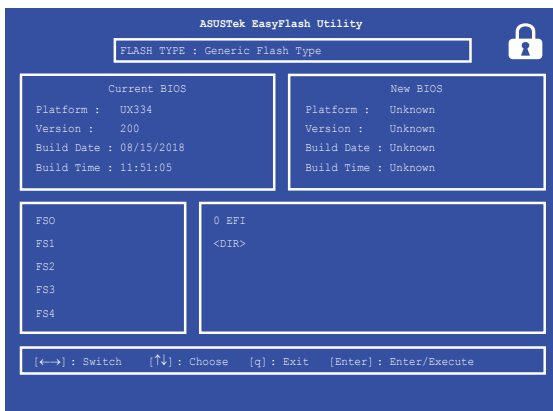 ASUSTek EasyFlash Utility
FLASH TYPE : Generic Flash Type
Current BIOS
Platform : UX334
Version : 200
Build Date : 08/15/2018
Build Time : 11:51:05
New BIOS
Platform : Unknown
Version : Unknown
Build Date : Unknown
Build Time : Unknown
FSO
FS1
FS2
FS3
FS4
0 EFI
<DIR>
[←→] : Switch [↑↓] : Choose [q] : Exit [Enter] : Enter/Execute